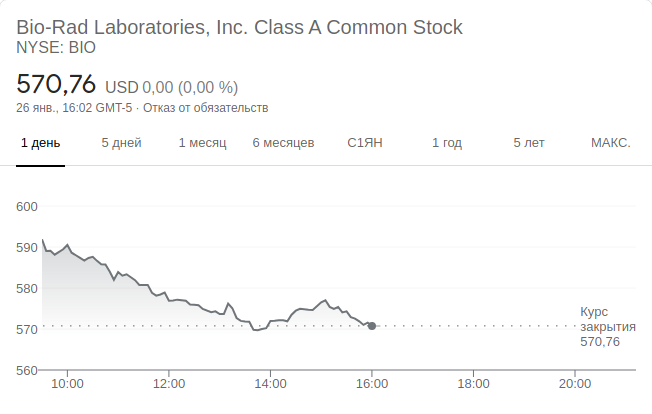 Bio-Rad Laboratories, Inc. Class A Common Stock
NYSE: BIO
570,76 USD 0,00 (0,00 %)
26 янв., 16:02 GMT-5 · Отказ от обязательств
1 день 5 дней 1 месяц 6 месяцев С1ЯН 1 год 5 лет МАКС.
600
590
580
570
560
Курс
закрытия
570,76
10:00 12:00 14:00 16:00 18:00 20:00